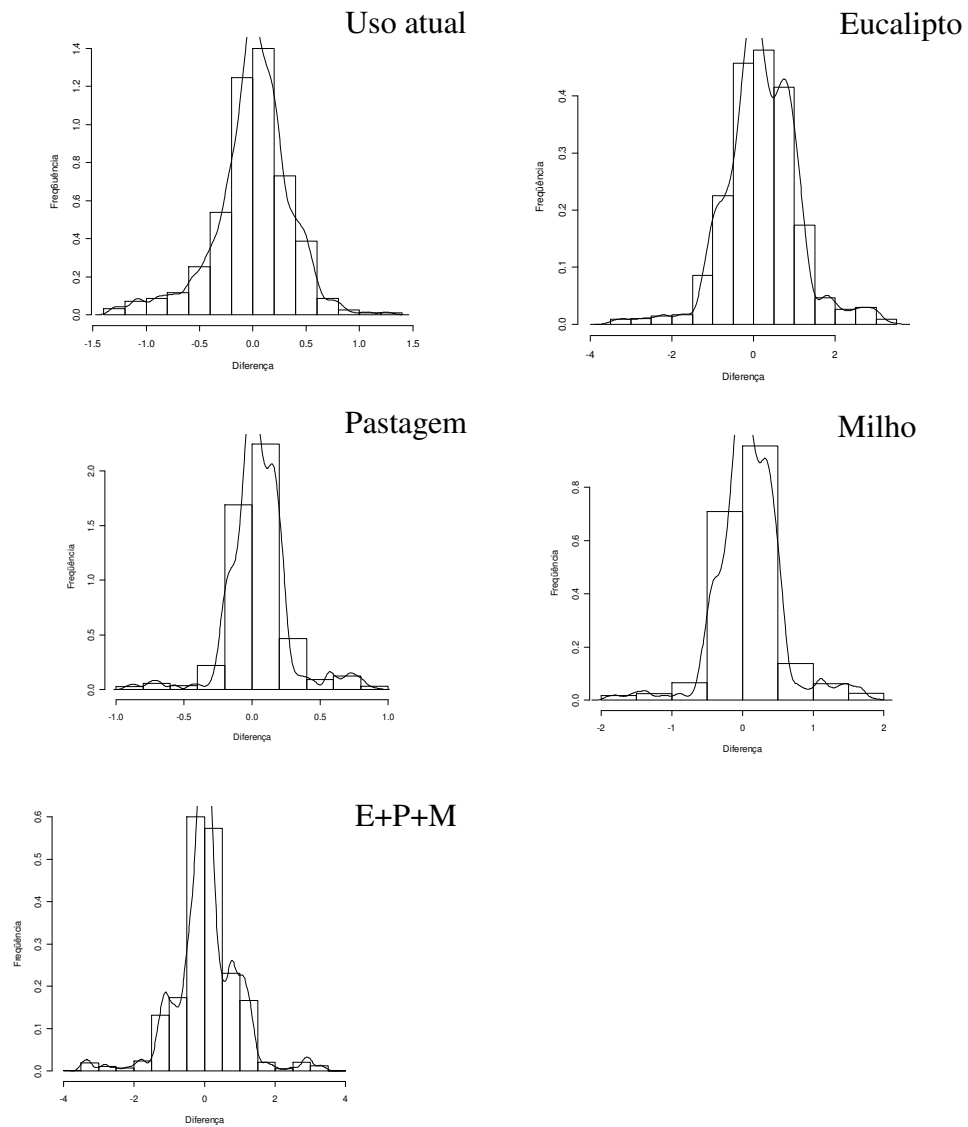 Uso atual
Freqßuência
0.0 0.2 0.4 0.6 0.8 1.0 1.2 1.4
-1.5 -1.0 -0.5 0.0 0.5 1.0 1.5
Diferença
Eucalipto
Freqüência
0.0 0.1 0.2 0.3 0.4
-4 -2 0 2
Diferença
Pastagem
Freqüência
0.0 0.5 1.0 1.5 2.0
-1.0 -0.5 0.0 0.5 1.0
Diferença
Milho
Freqüência
0.0 0.2 0.4 0.6 0.8
-2 -1 0 1 2
Diferença
E+P+M
Freqüência
0.0 0.1 0.2 0.3 0.4 0.5 0.6
-4 -2 0 2 4
Diferença